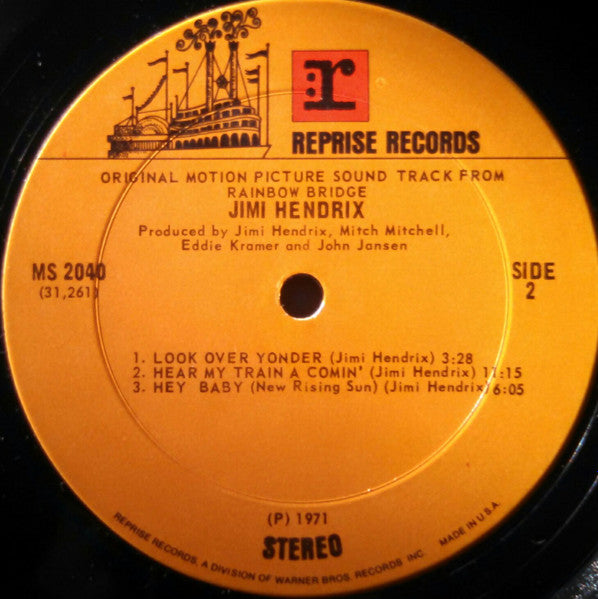 :r
REPRISE RECORDS
ORIGINAL MOTION PICTURE SOUND TRACK FROM
RAINBOW BRIDGE
JIMI HENDRIX
Produced by Jimi Hendrix, Mitch Mitchell,
Eddie Kramer and John Jansen
MS 2040
(31,261)
SIDE
2
1. LOOK OVER YONDER (Jimi Hendrix) 3:28
2. HEAR MY TRAIN A COMIN' (Jimi Hendrix) 11:15
3. HEY BABY (New Rising Sun) (Jimi Hendrix) 6:05
(P) 1971
STEREO
REPRISE RECORDS, A DIVISION OF WARNER BROS. RECORDS INC. MADE IN U.S.A.